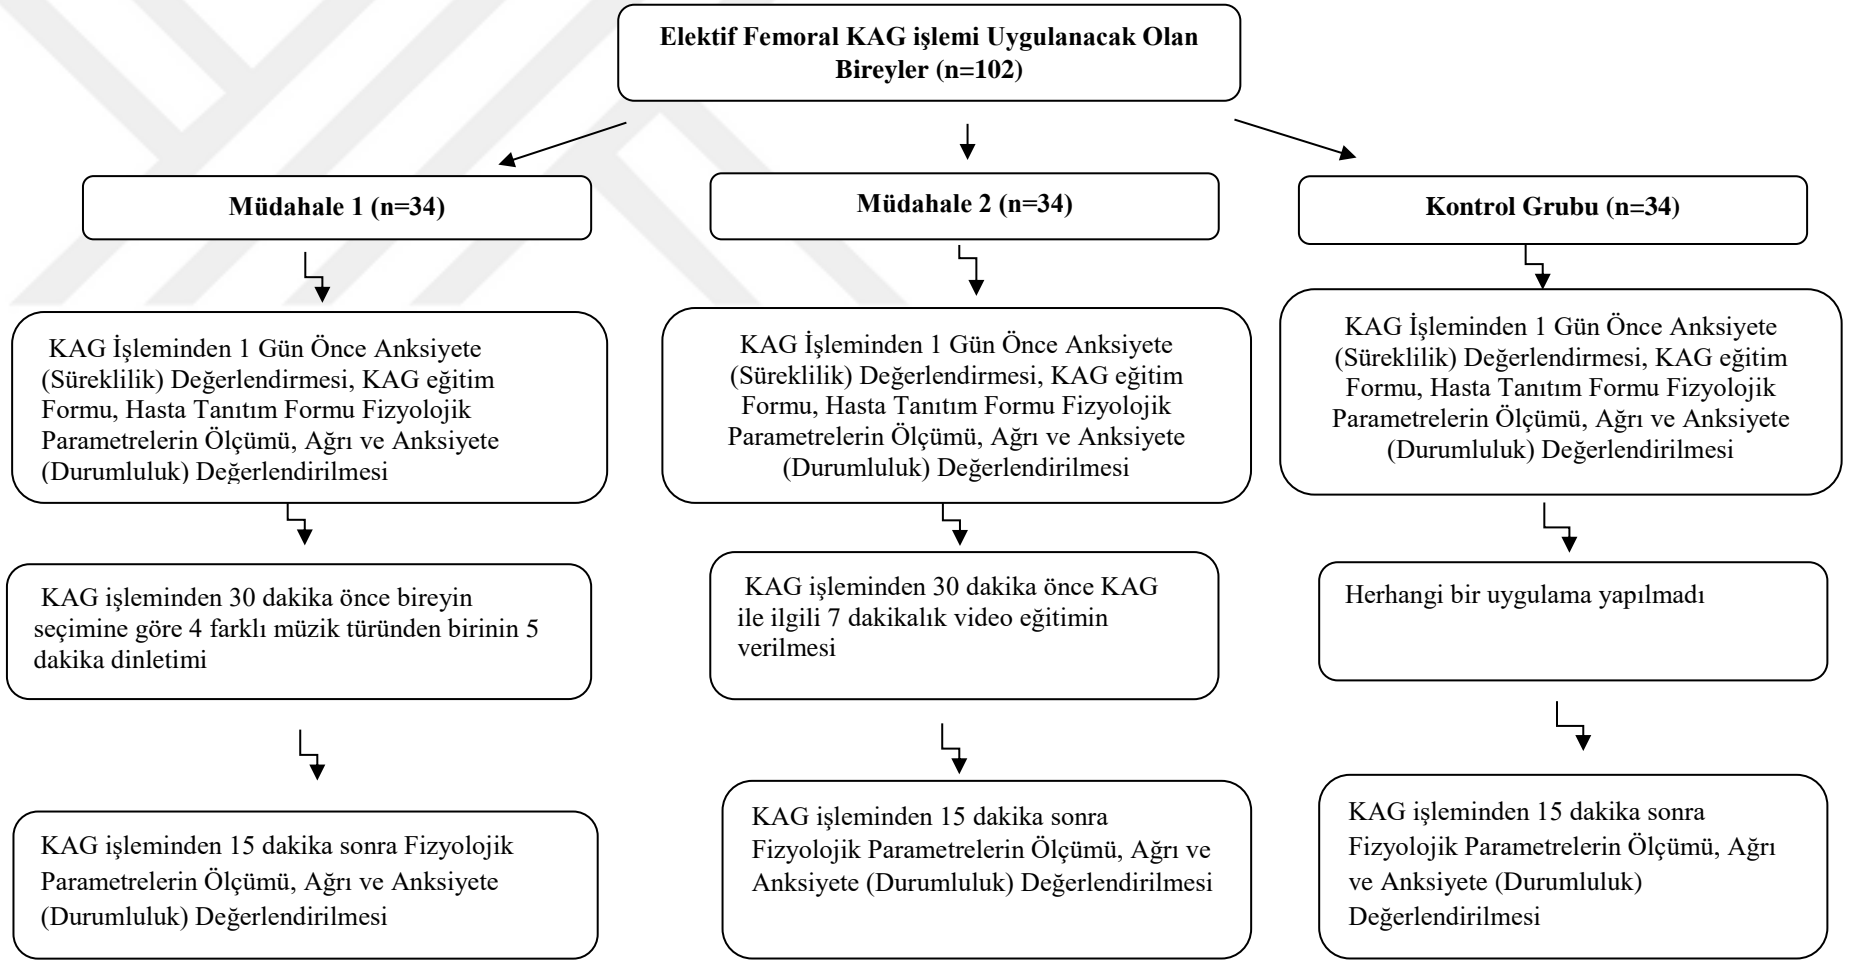 Elektif Femoral KAG işlemi Uygulanacak Olan
Bireyler (n=102)
Müdahale 1 (n=34)
Müdahale 2 (n=34)
Kontrol Grubu (n=34)
KAG İşleminden 1 Gün Önce Anksiyete
(Süreklilik) Değerlendirmesi, KAG eğitim
Formu, Hasta Tanıtım Formu Fizyolojik
Parametrelerin Ölçümü, Ağrı ve Anksiyete
(Durumluluk) Değerlendirilmesi
KAG İşleminden 1 Gün Önce Anksiyete
(Süreklilik) Değerlendirmesi, KAG eğitim
Formu, Hasta Tanıtım Formu Fizyolojik
Parametrelerin Ölçümü, Ağrı ve Anksiyete
(Durumluluk) Değerlendirilmesi
KAG İşleminden 1 Gün Önce Anksiyete
(Süreklilik) Değerlendirmesi, KAG eğitim
Formu, Hasta Tanıtım Formu Fizyolojik
Parametrelerin Ölçümü, Ağrı ve Anksiyete
(Durumluluk) Değerlendirilmesi
KAG işleminden 30 dakika önce bireyin
seçimine göre 4 farklı müzik türünden birinin 5
dakika dinletimi
KAG işleminden 30 dakika önce KAG
ile ilgili 7 dakikalık video eğitimin
verilmesi
Herhangi bir uygulama yapılmadı
KAG işleminden 15 dakika sonra Fizyolojik
Parametrelerin Ölçümü, Ağrı ve Anksiyete
(Durumluluk) Değerlendirilmesi
KAG işleminden 15 dakika sonra
Fizyolojik Parametrelerin Ölçümü, Ağrı ve
Anksiyete (Durumluluk) Değerlendirilmesi
KAG işleminden 15 dakika sonra
Fizyolojik Parametrelerin Ölçümü, Ağrı
ve Anksiyete (Durumluluk)
Değerlendirilmesi